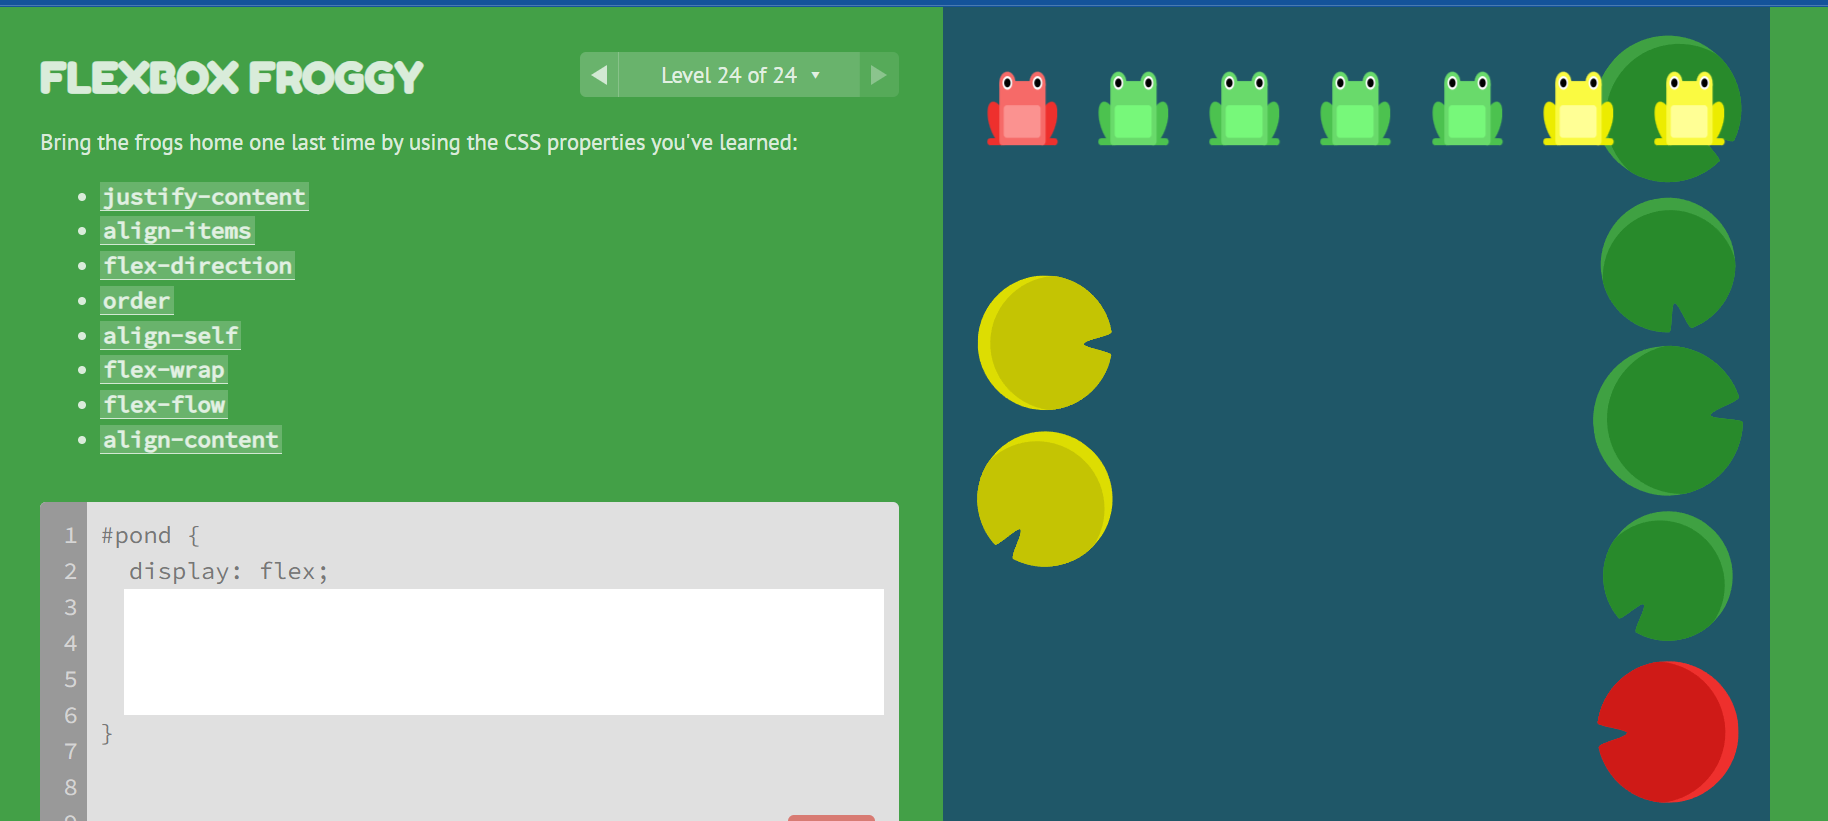 FLEXBOX FROGGY
Level 24 of 24
Bring the frogs home one last time by using the CSS properties you've learned:
justify-content
align-items
flex-direction
order
align-self
flex-wrap
flex-flow
align-content
1 #pond {
2 display: flex;
3
4
5
6
}
7
8